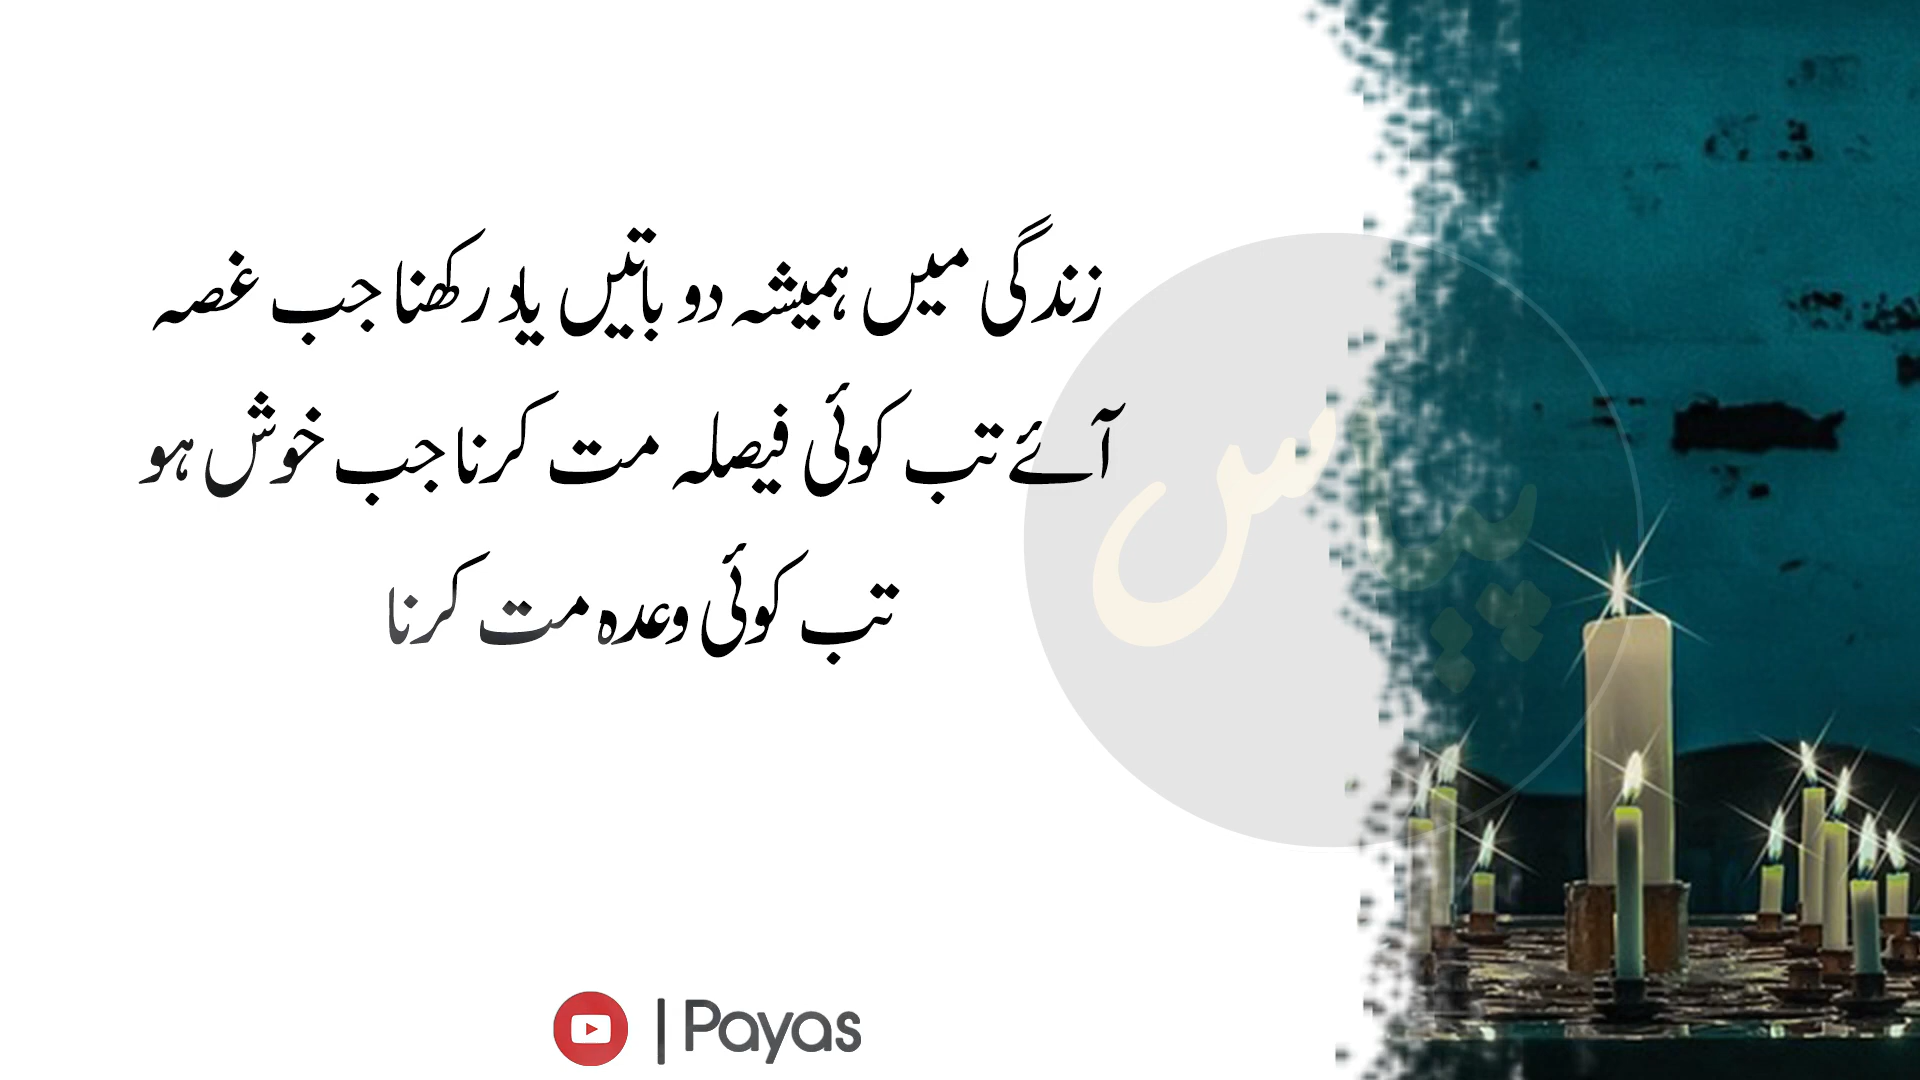 زندگی میں ہمیشہ دو باتیں یاد رکھنا جب غصہ
آئے تب کوئی فیصلہ مت کرنا جب خوش ہو
تب کوئی وعدہ مت کرنا
پیاس
| Payas